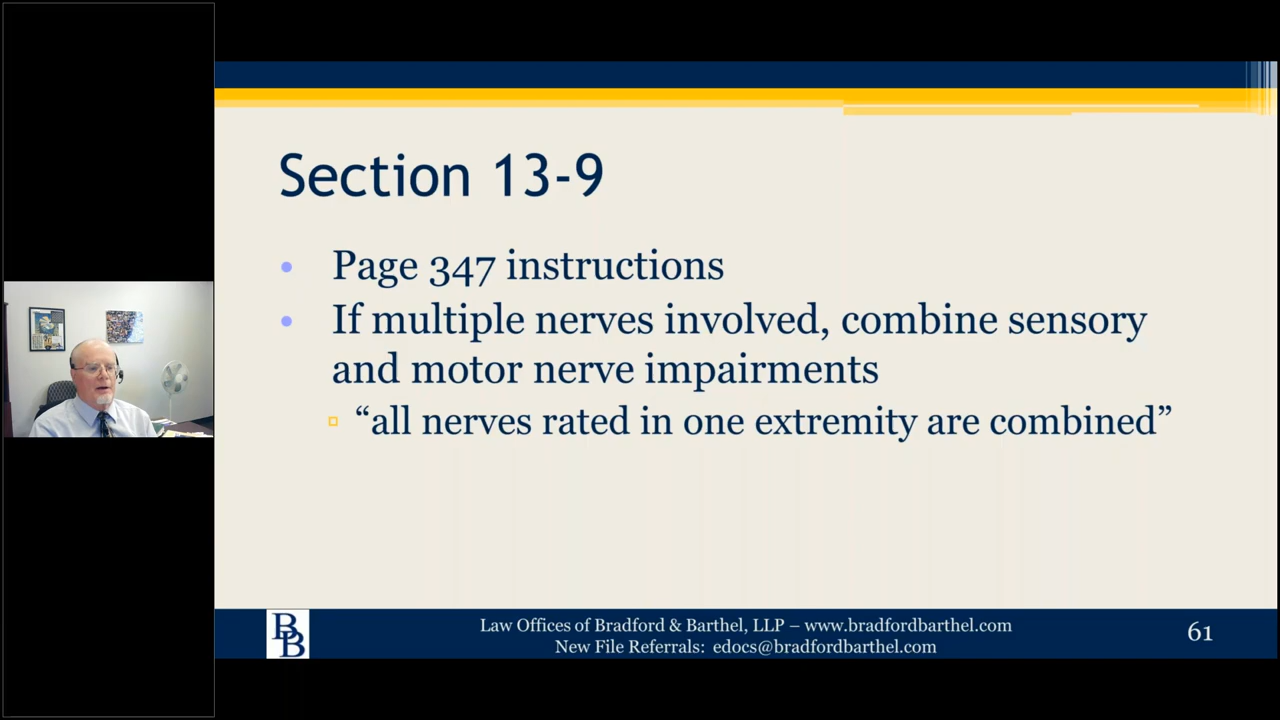 Section 13-9
Page 347 instructions
If multiple nerves involved, combine sensory
and motor nerve impairments
“all nerves rated in one extremity are combined”
BB
Law Offices of Bradford & Barthel, LLP – www.bradfordbarthel.com
New File Referrals: edocs@bradfordbarthel.com
61